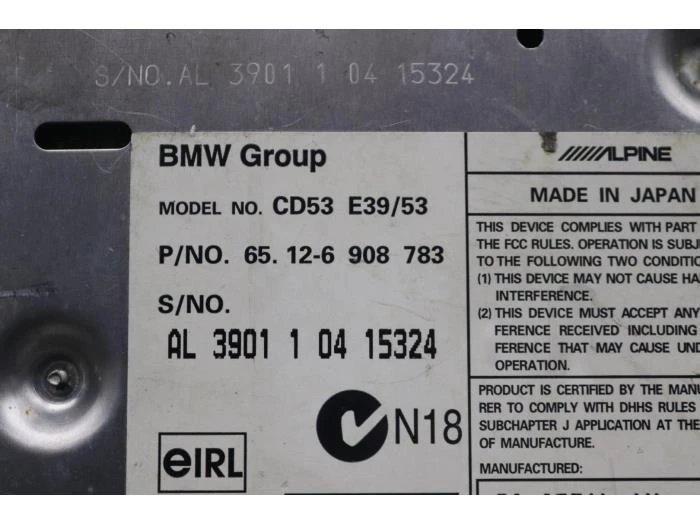 S/NO. AL 3901 1 04 15324
BMW Group
MODEL NO. CD53 E39/53
P/NO. 65. 12-6 908 783
S/NO.
AL 3901 1 04 15324
N18
eIRL
ALPINE
MADE IN JAPAN
THIS DEVICE COMPLIES WITH PART
THE FCC RULES. OPERATION IS SUBJ
TO THE FOLLOWING TWO CONDITIO
(1) THIS DEVICE MAY NOT CAUSE HA
INTERFERENCE.
(2) THIS DEVICE MUST ACCEPT ANY
FERENCE RECEIVED INCLUDING
FERENCE THAT MAY CAUSE UND
OPERATION.
PRODUCT IS CERTIFIED BY THE MANU
RER TO COMPLY WITH DHHS RULES
SUBCHAPTER J APPLICATION AT THE
OF MANUFACTURE.
MANUFACTURED: